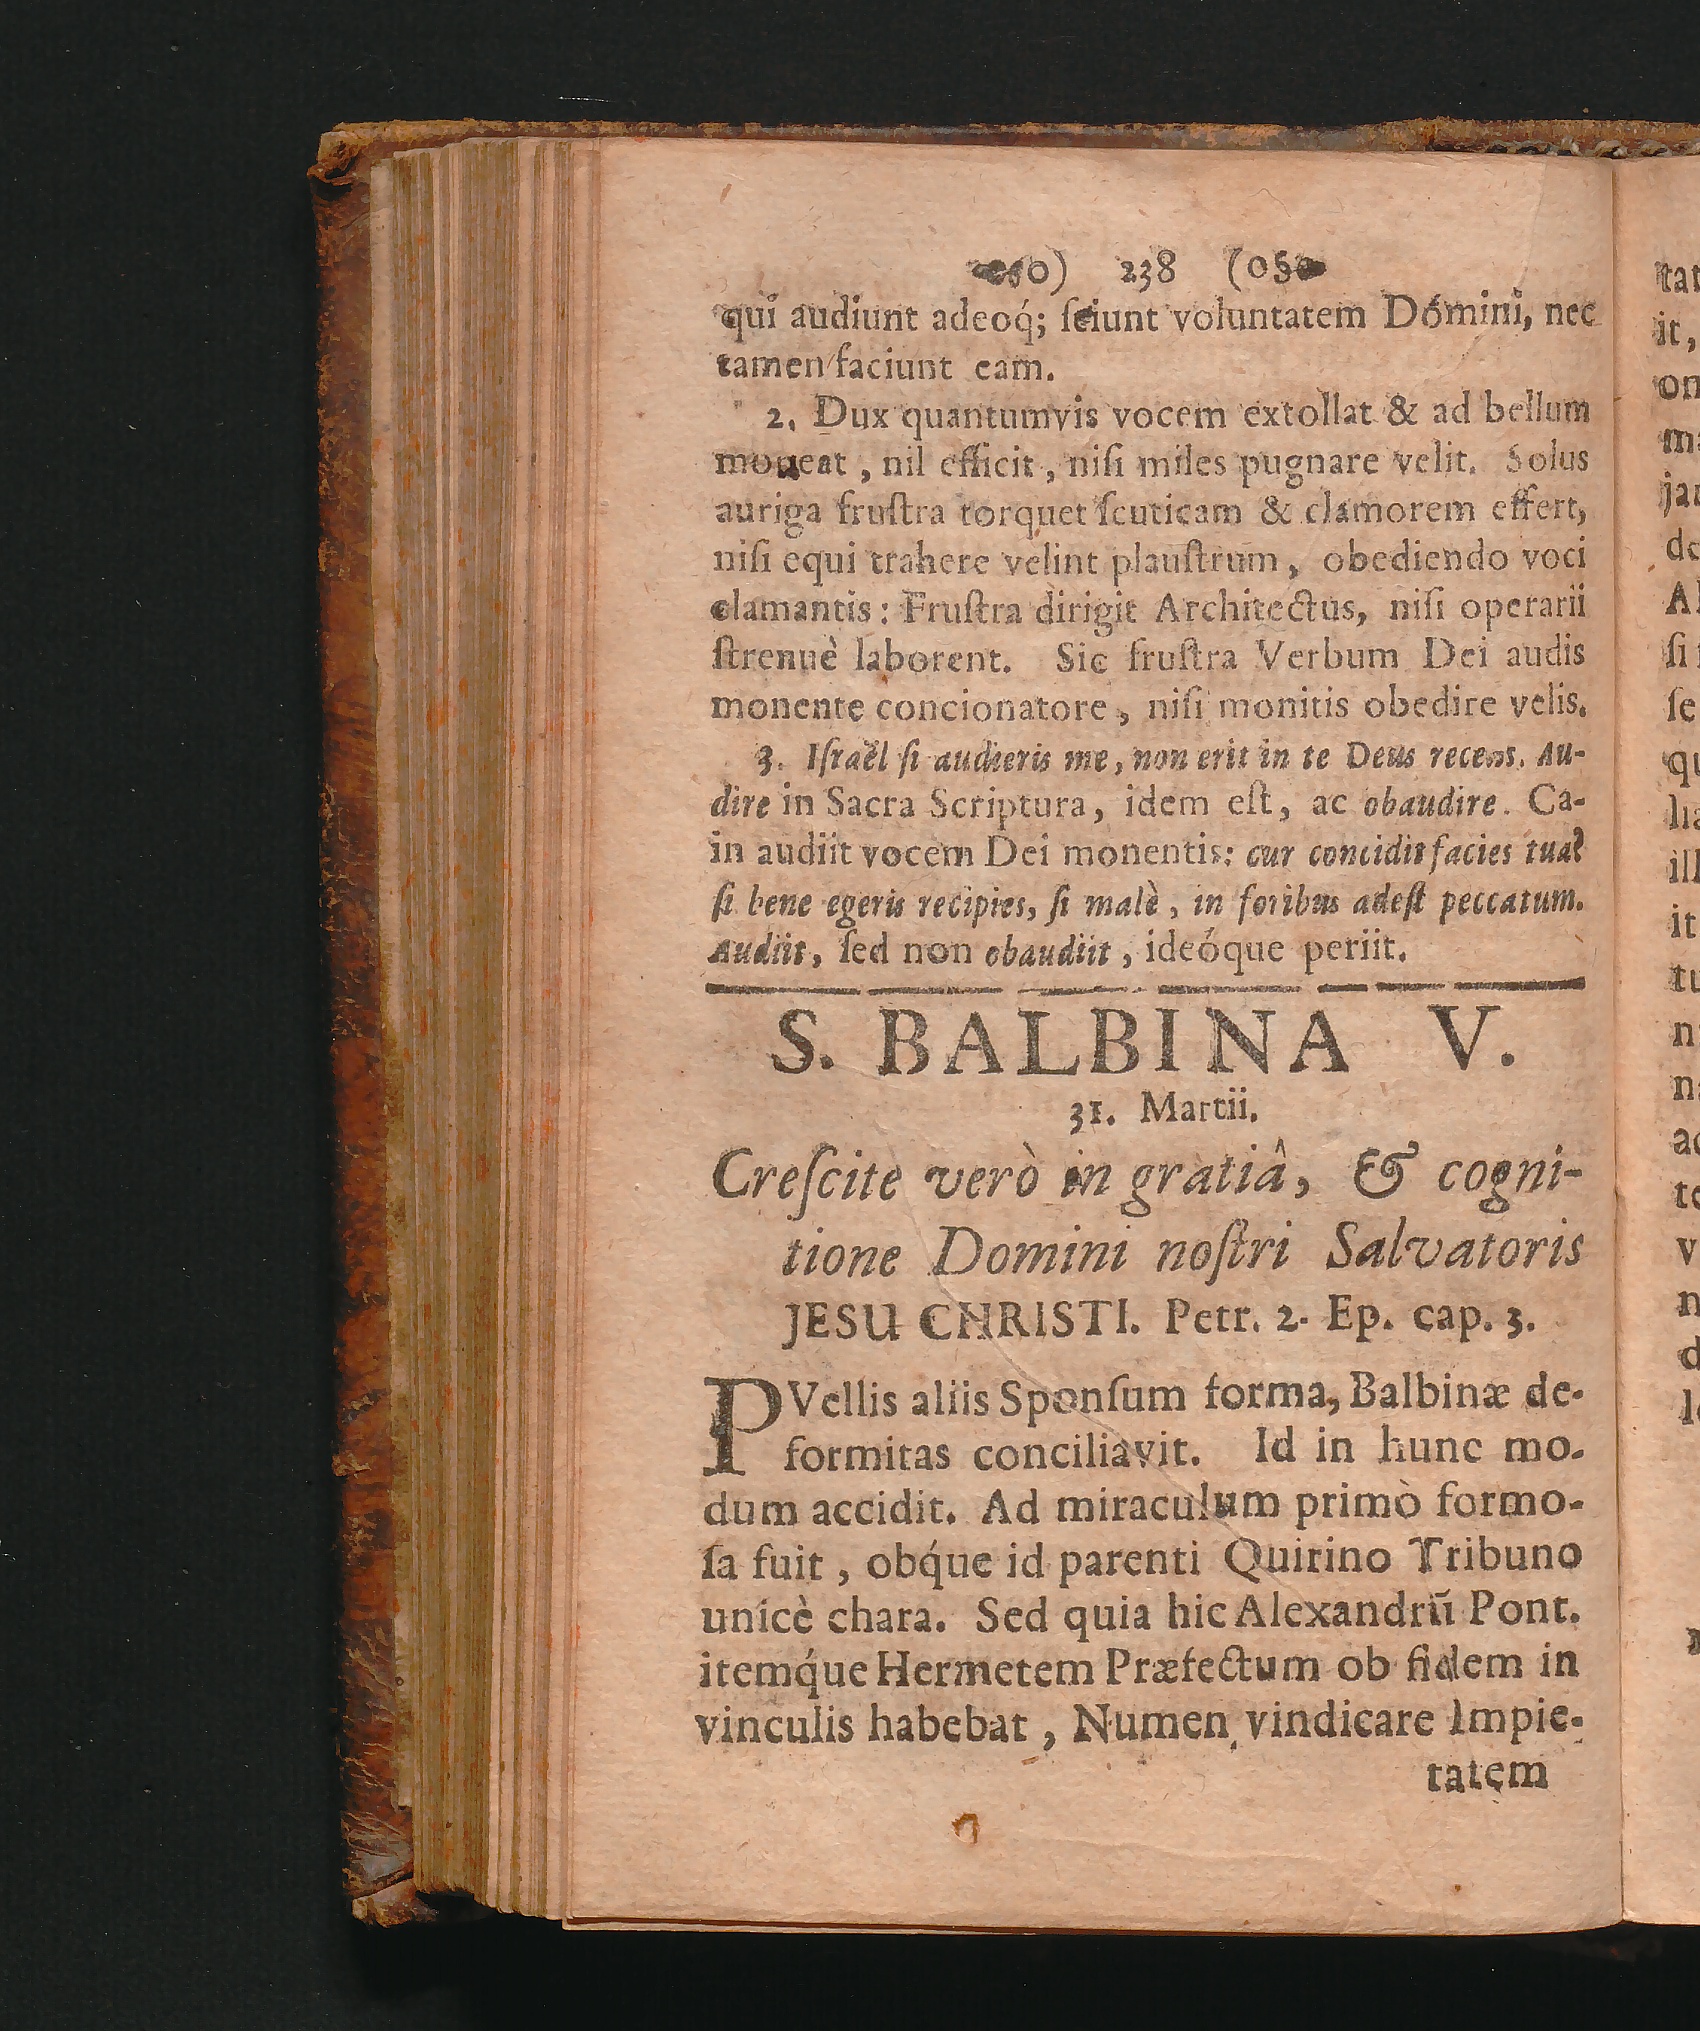 238
qui audiunt adeoq́; ſciunt voluntatem Dómini, nec
tamen faciunt eam.
2. Dux quantumvis vocem extollat & ad bellum
moveat, nil efficit, niſi miles pugnare velit. Solus
auriga fruſtra torquet ſcuticam & clamorem effert,
niſi equi trahere velint plauſtrum, obediendo voci
clamantis: Fruſtra dirigit Architectus, niſi operarii
ſtrenuè laborent. Sic fruſtra Verbum Dei audis
monente concionatore, niſi monitis obedire velis.
3. Iſraël ſi audieris me, non erit in te Deus recens. Au-
dire in Sacra Scriptura, idem eſt, ac obaudire. Ca-
in audiit vocem Dei monentis: cur concidit facies tua?
ſi bene egeris recipies, ſi malè, in foribus adeſt peccatum.
Audiit, ſed non obaudiit, ideóque periit.
S. BALBINA V.
31. Martii.
Creſcite verò in gratiâ, & cogni-
tione Domini noſtri Salvatoris
JESU CHRISTI. Petr. 2. Ep. cap. 3.
PVellis aliis Sponſum forma, Balbinæ de-
formitas conciliavit. Id in hunc mo-
dum accidit. Ad miraculum primò formo-
ſa fuit, obq́ue id parenti Quirino Tribuno
unicè chara. Sed quia hic Alexandrū Pont.
itemq́ue Hermetem Præfectum ob fidem in
vinculis habebat, Numen vindicare Impie-
tatem